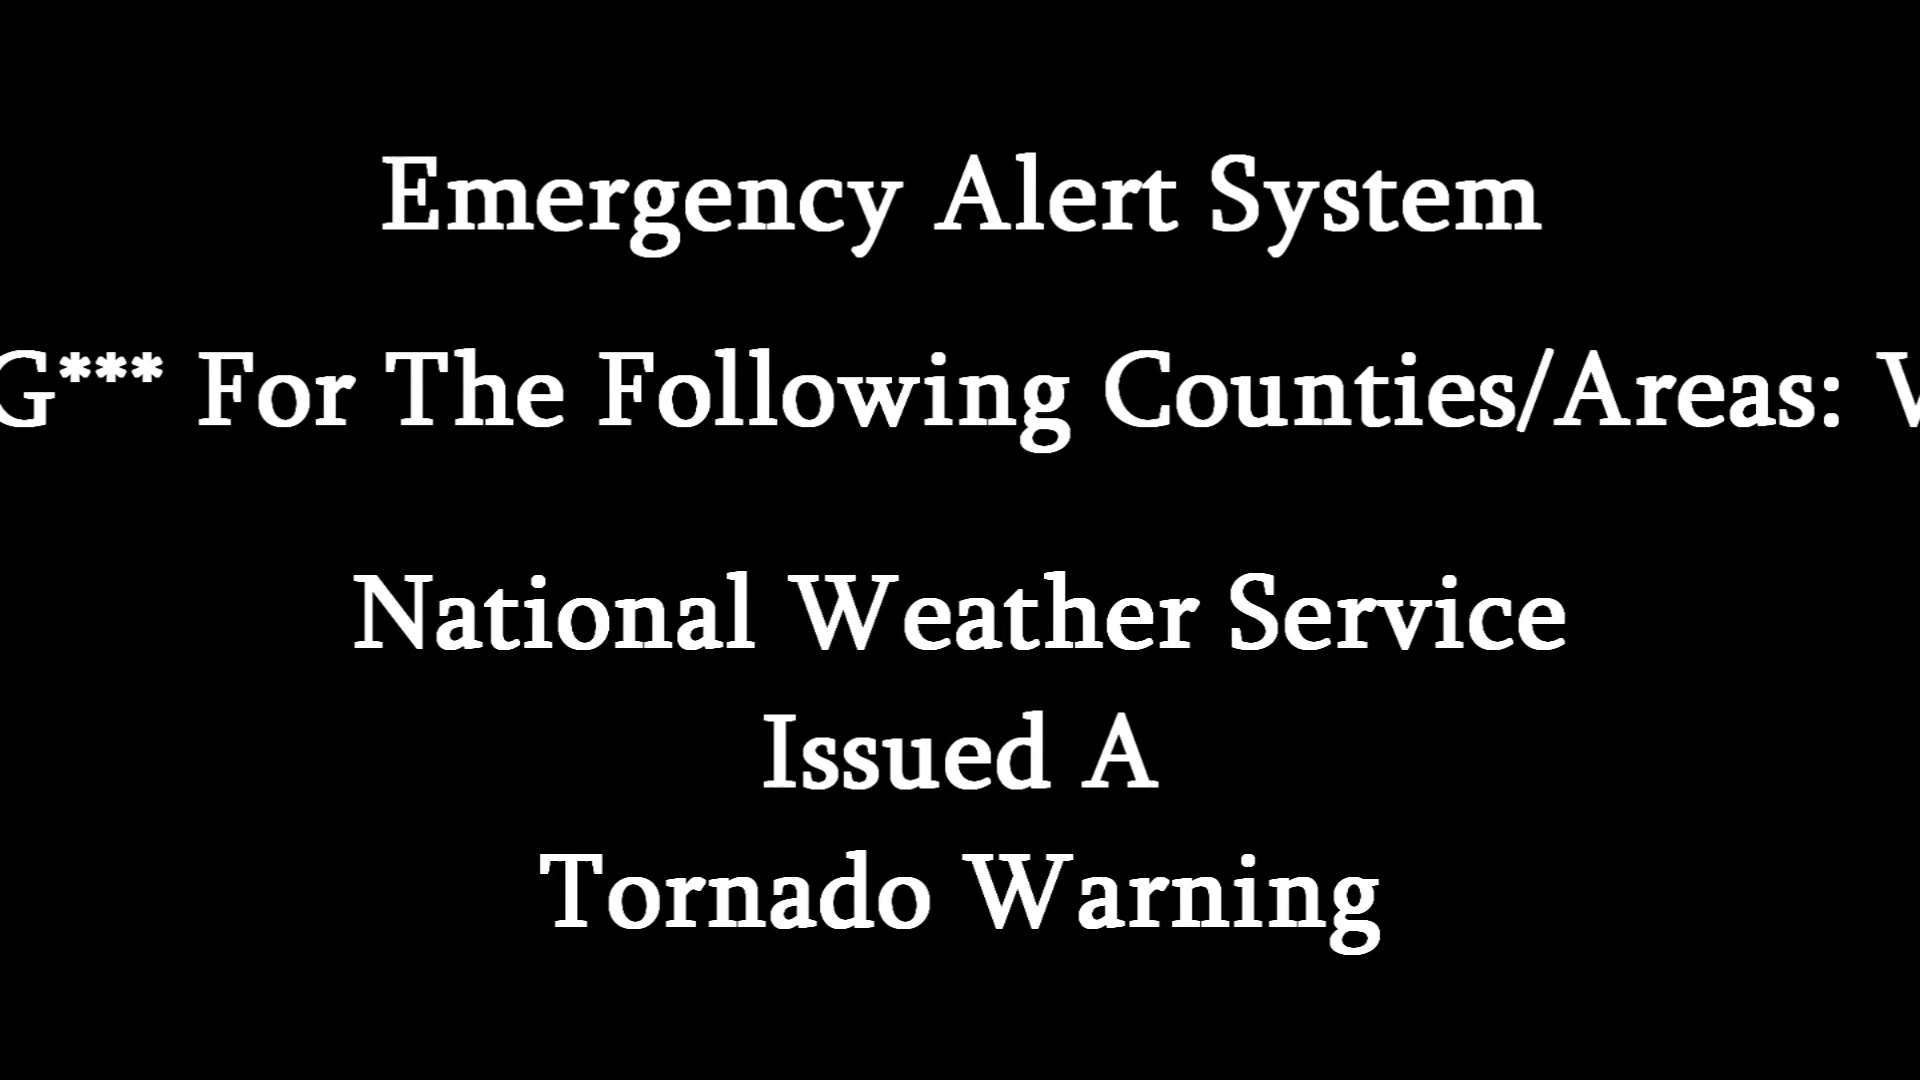 Emergency Alert System
G*** For The Following Counties/Areas:
National Weather Service
Issued A
Tornado Warning